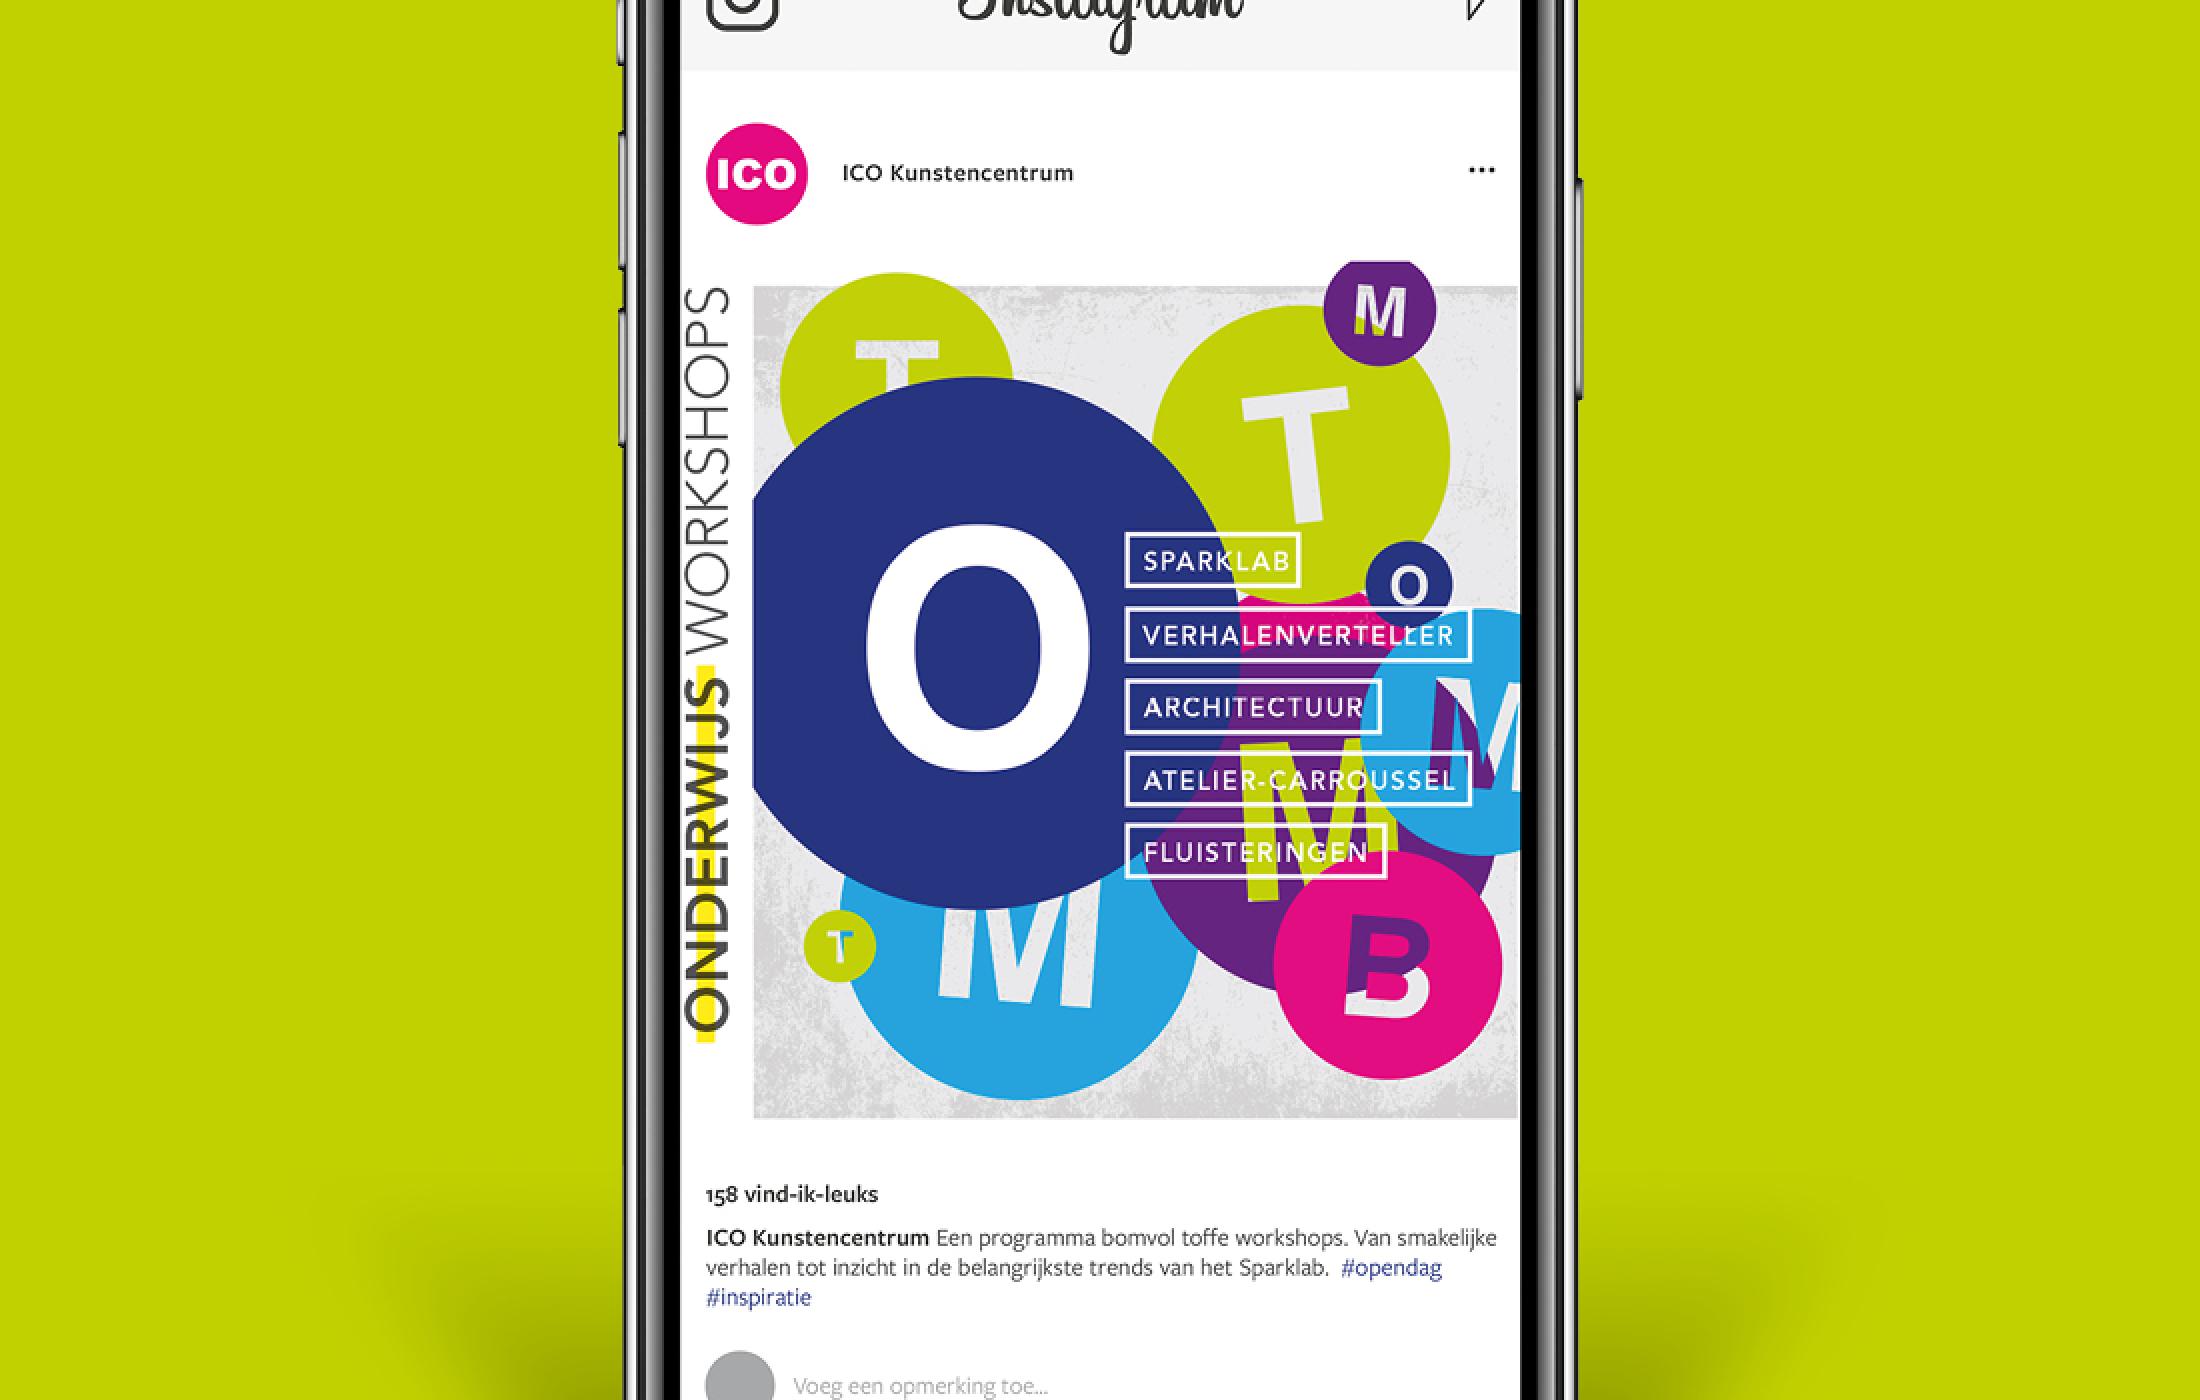 Instagram
ICO
ICO Kunstencentrum
ONDERWIJS WORKSHOPS
T
M
T
O
SPARKLAB
O
VERHALENVERTELLER
ARCHITECTUUR
M
ATELIER-CARROUSSEL
M
FLUISTERINGEN
T
M
B
158 vind-ik-leuks
ICO Kunstencentrum Een programma bomvol toffe workshops. Van smakelijke
verhalen tot inzicht in de belangrijkste trends van het Sparklab. #opendag
#inspiratie
Voeg een opmerking toe...